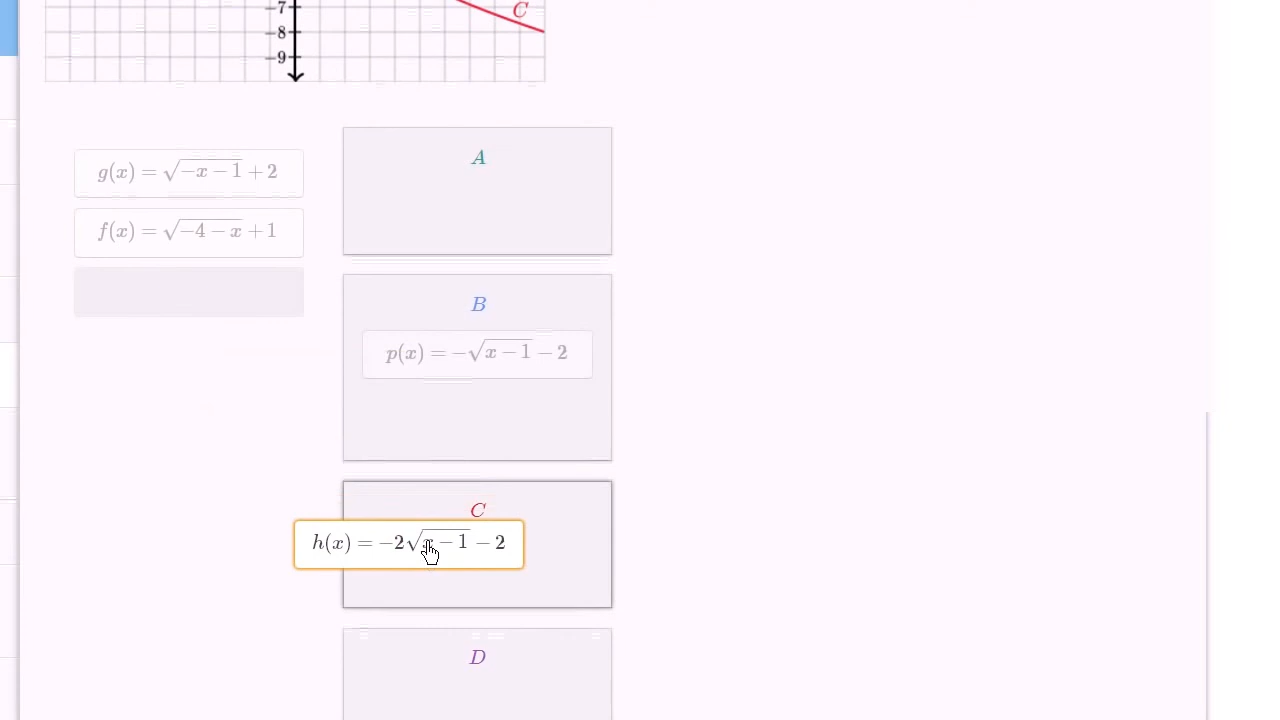 C
-7
-8
-9
A
g(x) = √(-x - 1) + 2
f(x) = √(-4 - x) + 1
B
p(x) = -√(x - 1) - 2
C
h(x) = -2√(x - 1) - 2
D